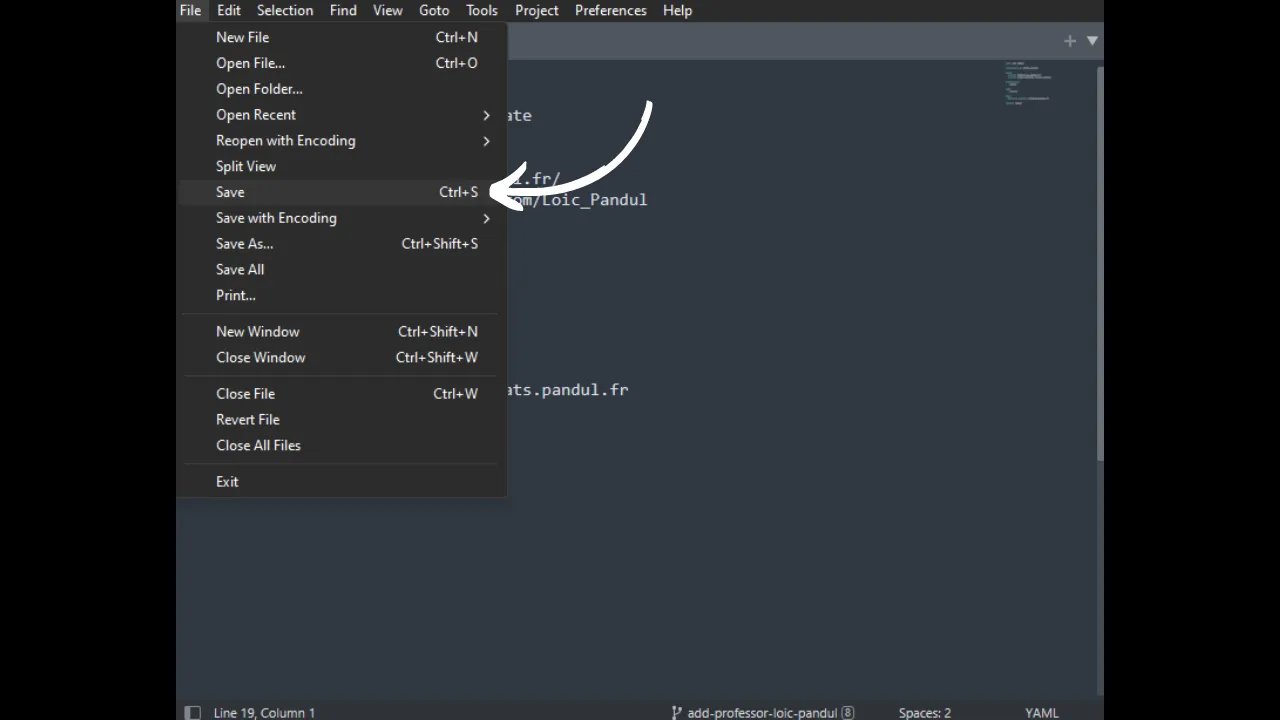 File Edit Selection Find View Goto Tools Project Preferences Help
New File Ctrl+N
Open File... Ctrl+O
Open Folder...
Open Recent
Reopen with Encoding
Split View
Save Ctrl+S
Save with Encoding
Save As... Ctrl+Shift+S
Save All
Print...
New Window Ctrl+Shift+N
Close Window Ctrl+Shift+W
Close File Ctrl+W
Revert File
Close All Files
Exit
ate
.fr/
om/Loic_Pandul
ats.pandul.fr
Line 19, Column 1 add-professor-loic-pandul 8 Spaces: 2 YAML